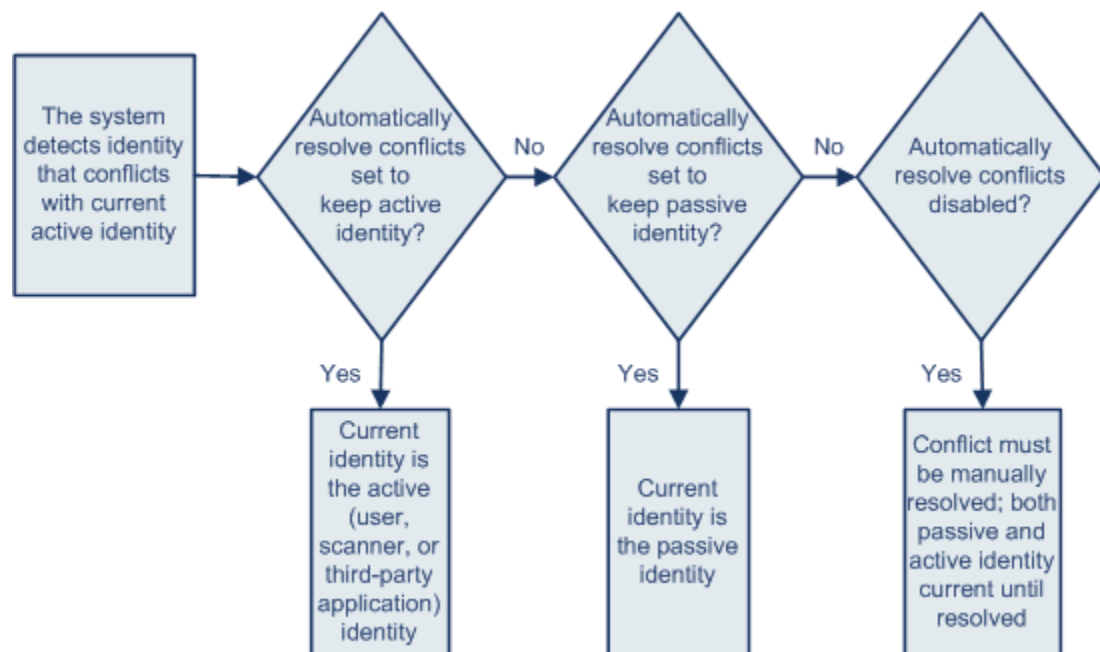 The system
detects identity
that conflicts
with current
active identity
Automatically
resolve conflicts
set to
keep active
identity?
No
Automatically
resolve conflicts
set to
keep passive
identity?
No
Automatically
resolve conflicts
disabled?
Yes
Current
identity is
the active
(user,
scanner, or
third-party
application)
identity
Yes
Current
identity is
the passive
identity
Yes
Conflict must
be manually
resolved; both
passive and
active identity
current until
resolved